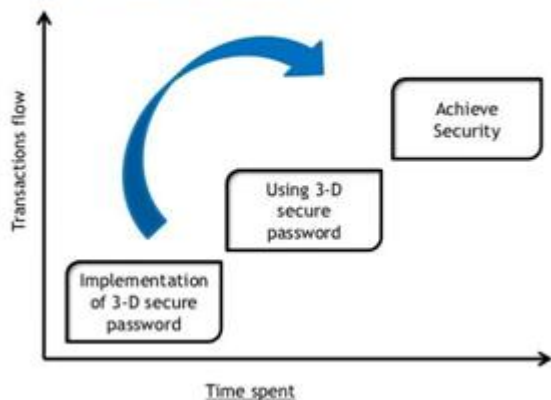 Transactions flow
Achieve
Security
Using 3-D
secure
password
Implementation
of 3-D secure
password
Time spent